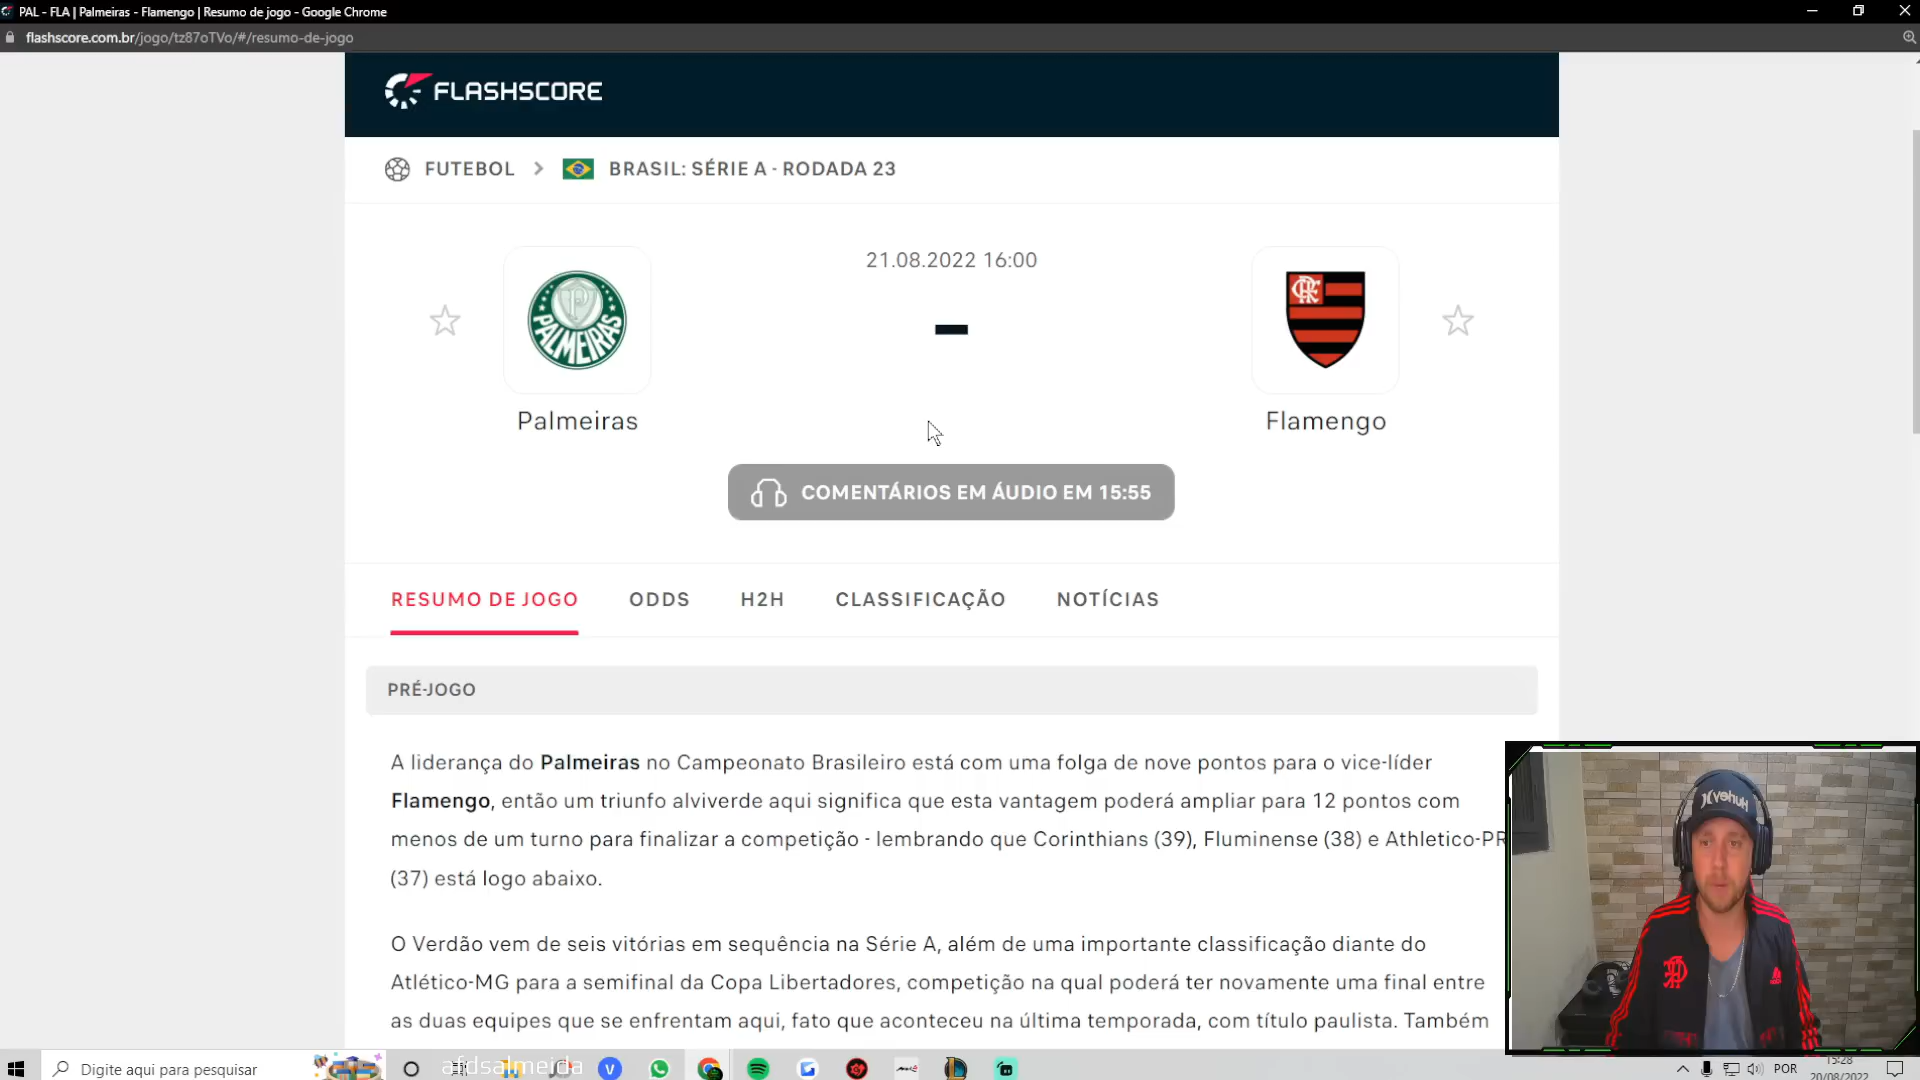 PAL - FLA | Palmeiras - Flamengo | Resumo de jogo - Google Chrome
flashscore.com.br/jogo/tz87oTVo/#/resumo-de-jogo
FLASHSCORE
FUTEBOL > BRASIL: SÉRIE A - RODADA 23
21.08.2022 16:00
PALMEIRAS
-
Palmeiras
Flamengo
COMENTÁRIOS EM ÁUDIO EM 15:55
RESUMO DE JOGO ODDS H2H CLASSIFICAÇÃO NOTÍCIAS
PRÉ-JOGO
A liderança do Palmeiras no Campeonato Brasileiro está com uma folga de nove pontos para o vice-líder
Flamengo, então um triunfo alviverde aqui significa que esta vantagem poderá ampliar para 12 pontos com
menos de um turno para finalizar a competição - lembrando que Corinthians (39), Fluminense (38) e Athletico-PR
(37) está logo abaixo.
O Verdão vem de seis vitórias em sequência na Série A, além de uma importante classificação diante do
Atlético-MG para a semifinal da Copa Libertadores, competição na qual poderá ter novamente uma final entre
as duas equipes que se enfrentam aqui, fato que aconteceu na última temporada, com título paulista. Também
Digite aqui para pesquisar
afdsalmeida
POR
15:28
20/08/2022